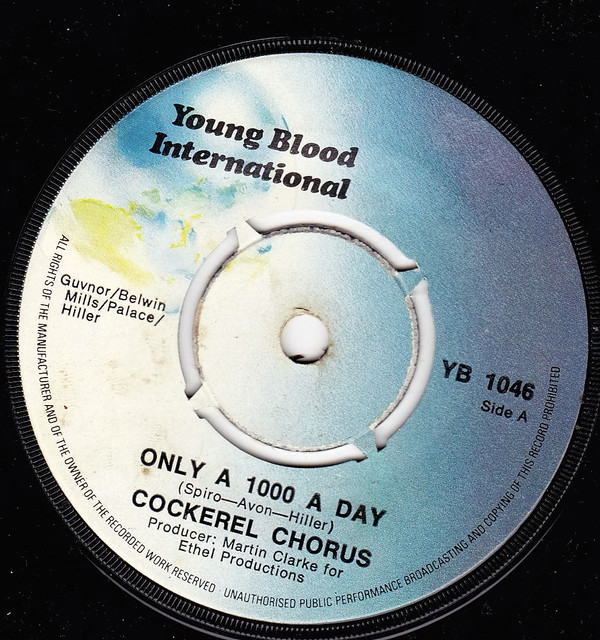 Young Blood
International
Guvnor/Belwin
Mills/Palace/
Hiller
YB 1046
Side A
ONLY A 1000 A DAY
(Spiro—Avon—Hiller)
COCKEREL CHORUS
Producer: Martin Clarke for
Ethel Productions
ALL RIGHTS OF THE MANUFACTURER AND OF THE OWNER OF THE RECORDED WORK RESERVED · UNAUTHORISED PUBLIC PERFORMANCE BROADCASTING AND COPYING OF THIS RECORD PROHIBITED